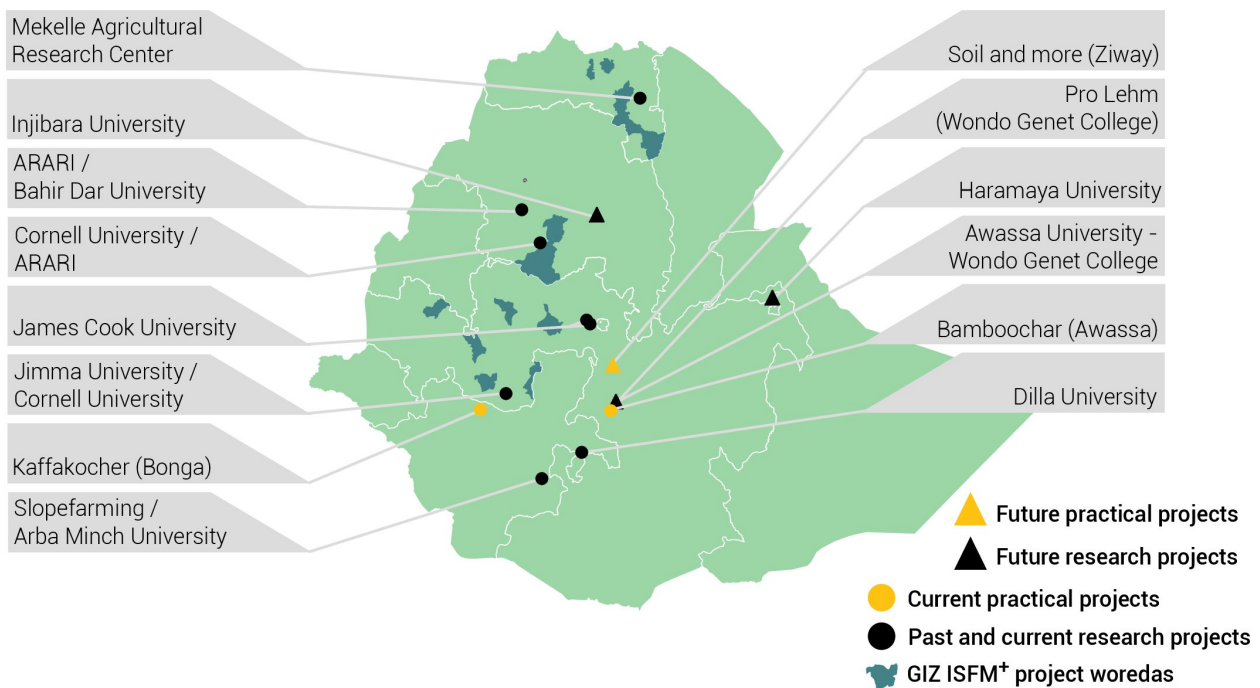 Mekelle Agricultural
Research Center
Injibara University
ARARI /
Bahir Dar University
Cornell University /
ARARI
James Cook University
Jimma University /
Cornell University
Kaffakocher (Bonga)
Slopefarming /
Arba Minch University
Soil and more (Ziway)
Pro Lehm
(Wondo Genet College)
Haramaya University
Awassa University -
Wondo Genet College
Bamboochar (Awassa)
Dilla University
Future practical projects
Future research projects
Current practical projects
Past and current research projects
GIZ ISFM+ project woredas